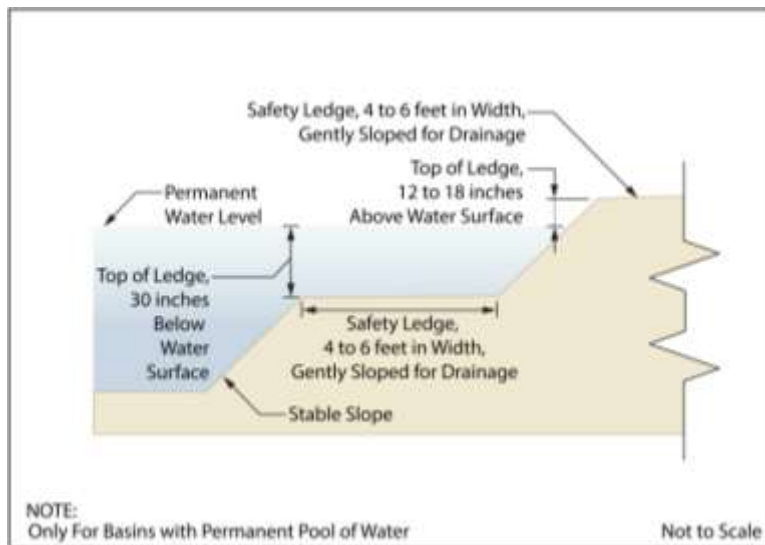 Safety Ledge, 4 to 6 feet in Width,
Gently Sloped for Drainage
Top of Ledge,
12 to 18 inches
Above Water Surface
Permanent
Water Level
Top of Ledge,
30 inches
Below
Water
Surface
Safety Ledge,
4 to 6 feet in Width,
Gently Sloped for Drainage
Stable Slope
NOTE:
Only For Basins with Permanent Pool of Water
Not to Scale